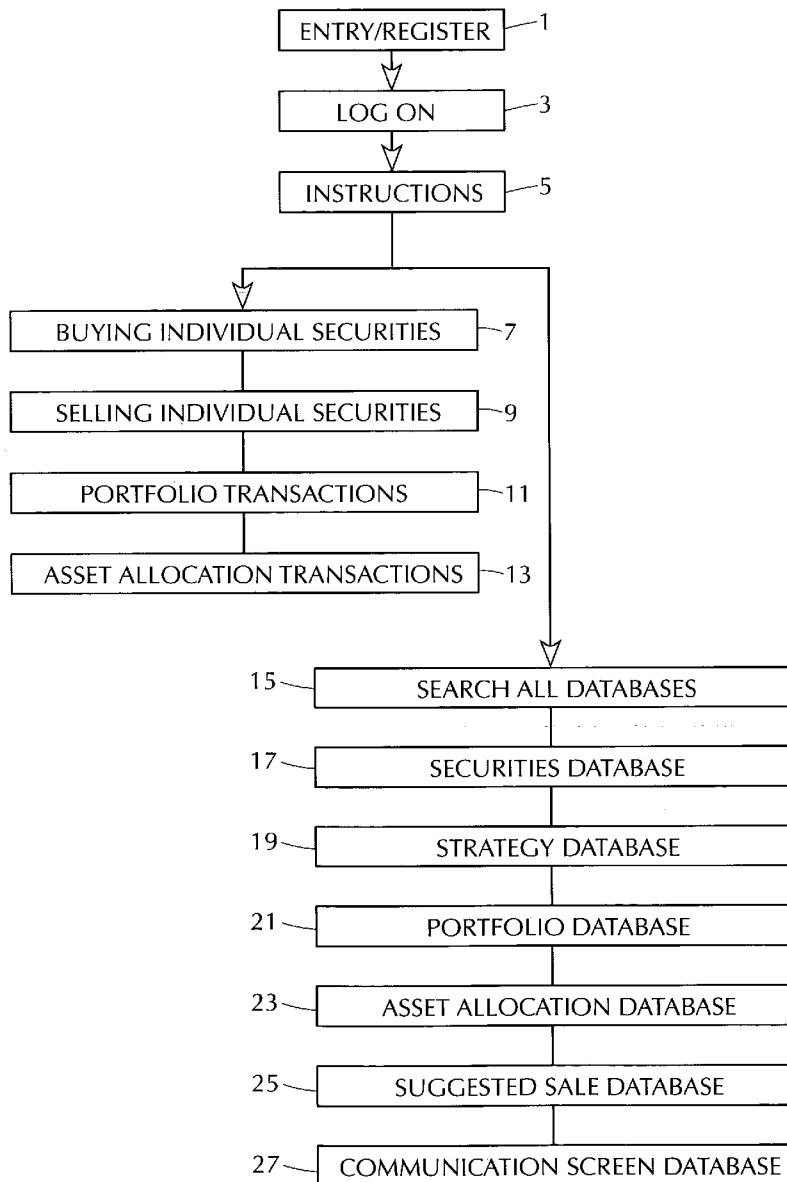 ENTRY/REGISTER 1
LOG ON 3
INSTRUCTIONS 5
BUYING INDIVIDUAL SECURITIES 7
SELLING INDIVIDUAL SECURITIES 9
PORTFOLIO TRANSACTIONS 11
ASSET ALLOCATION TRANSACTIONS 13
15 SEARCH ALL DATABASES
17 SECURITIES DATABASE
19 STRATEGY DATABASE
21 PORTFOLIO DATABASE
23 ASSET ALLOCATION DATABASE
25 SUGGESTED SALE DATABASE
27 COMMUNICATION SCREEN DATABASE